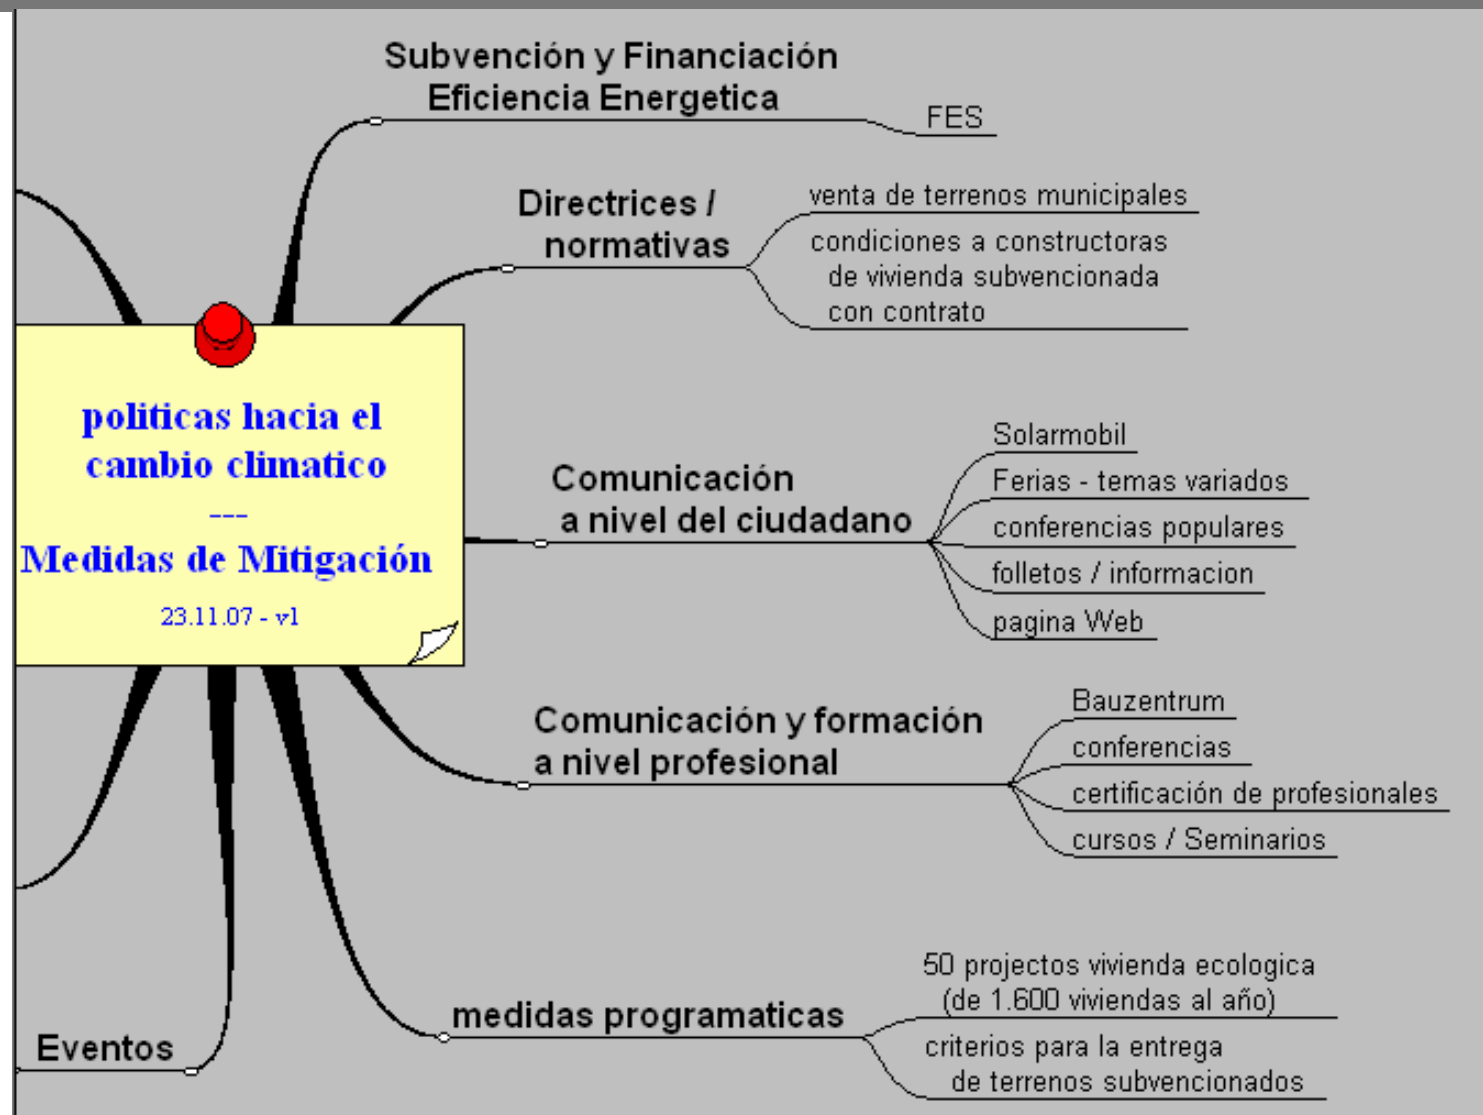 Subvención y Financiación
Eficiencia Energetica
FES
Directrices /
normativas
venta de terrenos municipales
condiciones a constructoras
de vivienda subvencionada
con contrato
politicas hacia el
cambio climatico
---
Medidas de Mitigación
23.11.07 - v1
Comunicación
a nivel del ciudadano
Solarmobil
Ferias - temas variados
conferencias populares
folletos / informacion
pagina Web
Comunicación y formación
a nivel profesional
Bauzentrum
conferencias
certificación de profesionales
cursos / Seminarios
medidas programaticas
50 projectos vivienda ecologica
(de 1.600 viviendas al año)
criterios para la entrega
de terrenos subvencionados
Eventos